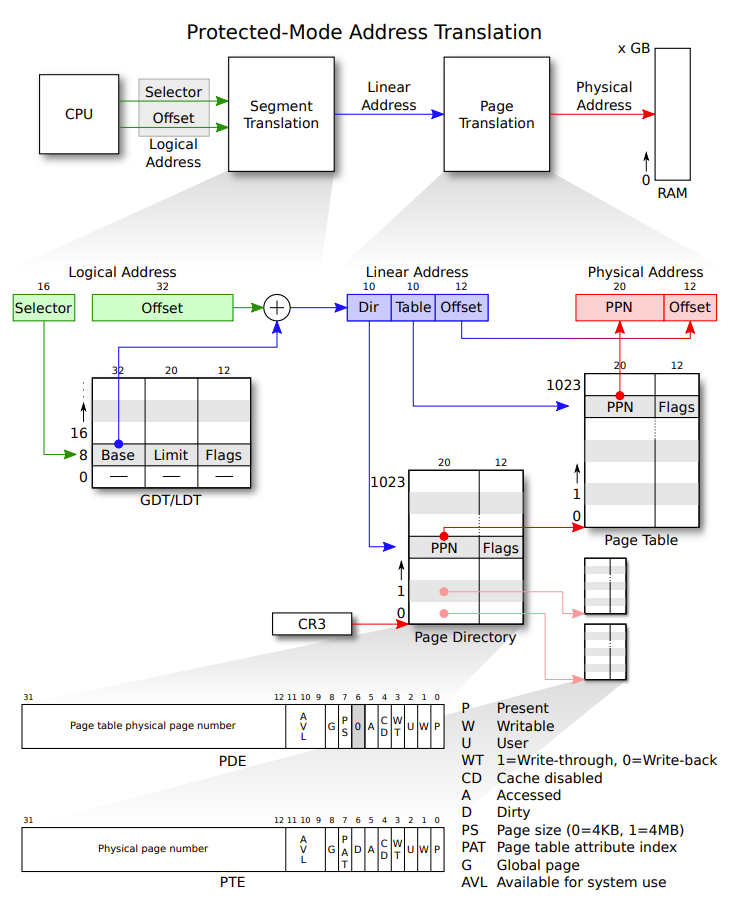 Protected-Mode Address Translation
x GB
CPU
Selector
Offset
Logical
Address
Segment
Translation
Linear
Address
Page
Translation
Physical
Address
0
RAM
Logical Address
16 32
Selector Offset
Linear Address
10 10 12
Dir Table Offset
Physical Address
20 12
PPN Offset
32 20 12
16
8 Base Limit Flags
0
GDT/LDT
20 12
1023
PPN Flags
1
0
Page Table
20 12
1023
PPN Flags
1
0
Page Directory
CR3
31 12 11 10 9 8 7 6 5 4 3 2 1 0
Page table physical page number AVL G PS 0 A CD WT U W P
PDE
31 12 11 10 9 8 7 6 5 4 3 2 1 0
Physical page number AVL G PAT D A CD WT U W P
PTE
P Present
W Writable
U User
WT 1=Write-through, 0=Write-back
CD Cache disabled
A Accessed
D Dirty
PS Page size (0=4KB, 1=4MB)
PAT Page table attribute index
G Global page
AVL Available for system use